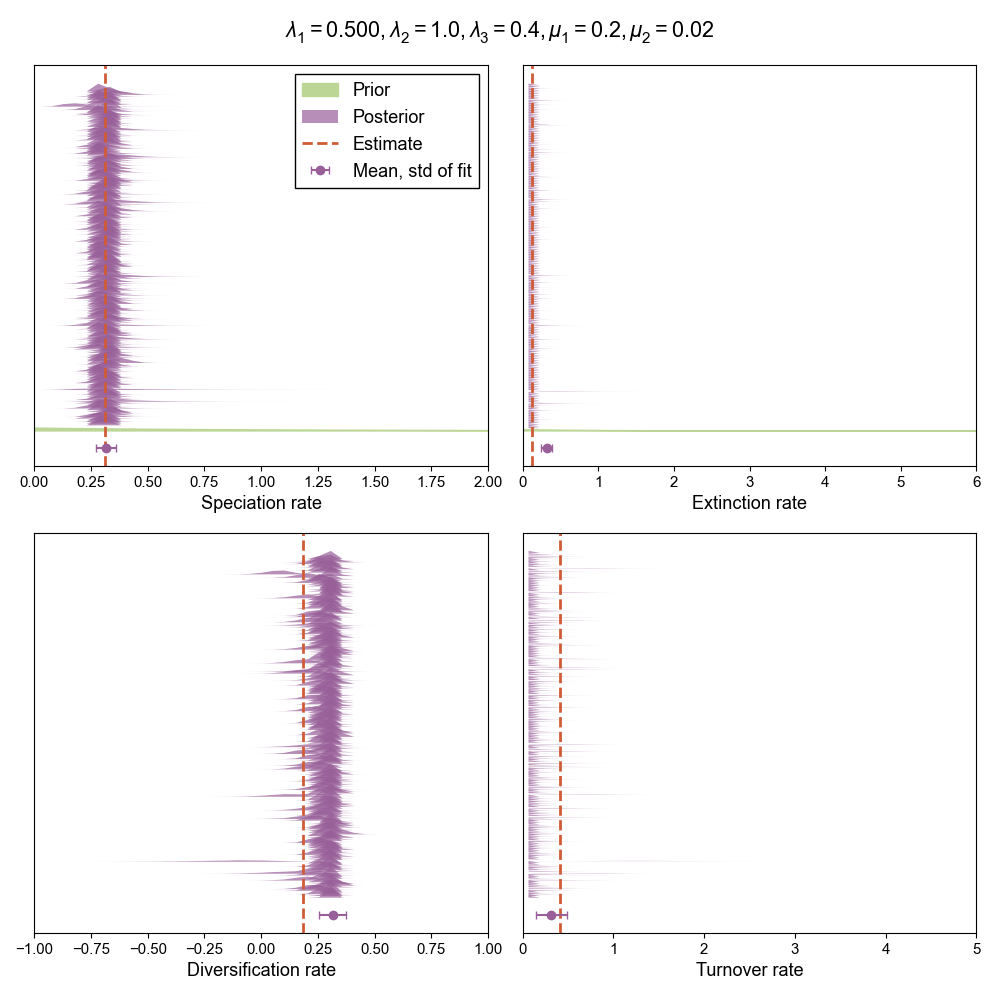 λ₁ = 0.500, λ₂ = 1.0, λ₃ = 0.4, μ₁ = 0.2, μ₂ = 0.02
Prior
Posterior
Estimate
Mean, std of fit
0.00 0.25 0.50 0.75 1.00 1.25 1.50 1.75 2.00
Speciation rate
0 1 2 3 4 5 6
Extinction rate
−1.00 −0.75 −0.50 −0.25 0.00 0.25 0.50 0.75 1.00
Diversification rate
0 1 2 3 4 5
Turnover rate